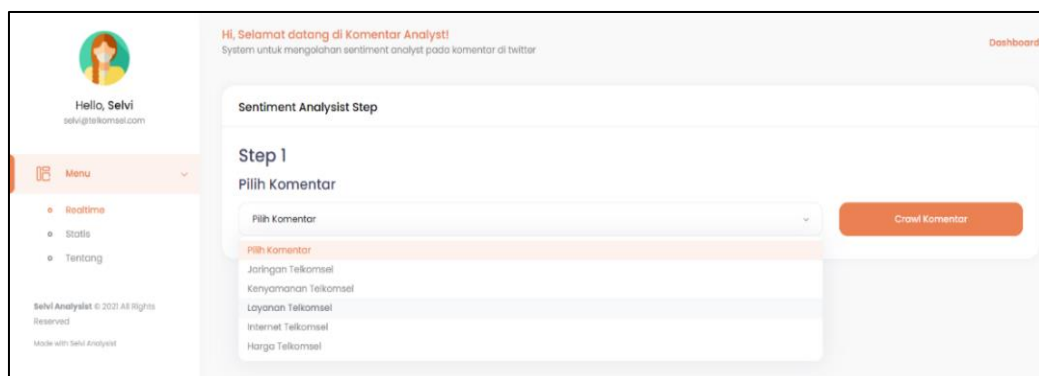 Hi, Selamat datang di Komentar Analyst!
System untuk mengolahan sentiment analyst pada komentar di twitter
Dashboard
Hello, Selvi
selvi@telkomsel.com
Menu
Realtime
Statis
Tentang
Selvi Analysist © 2021 All Rights
Reserved
Made with Selvi Analysist
Sentiment Analysist Step
Step 1
Pilih Komentar
Pilih Komentar
Crawl Komentar
Pilih Komentar
Jaringan Telkomsel
Kenyamanan Telkomsel
Layanan Telkomsel
Internet Telkomsel
Harga Telkomsel